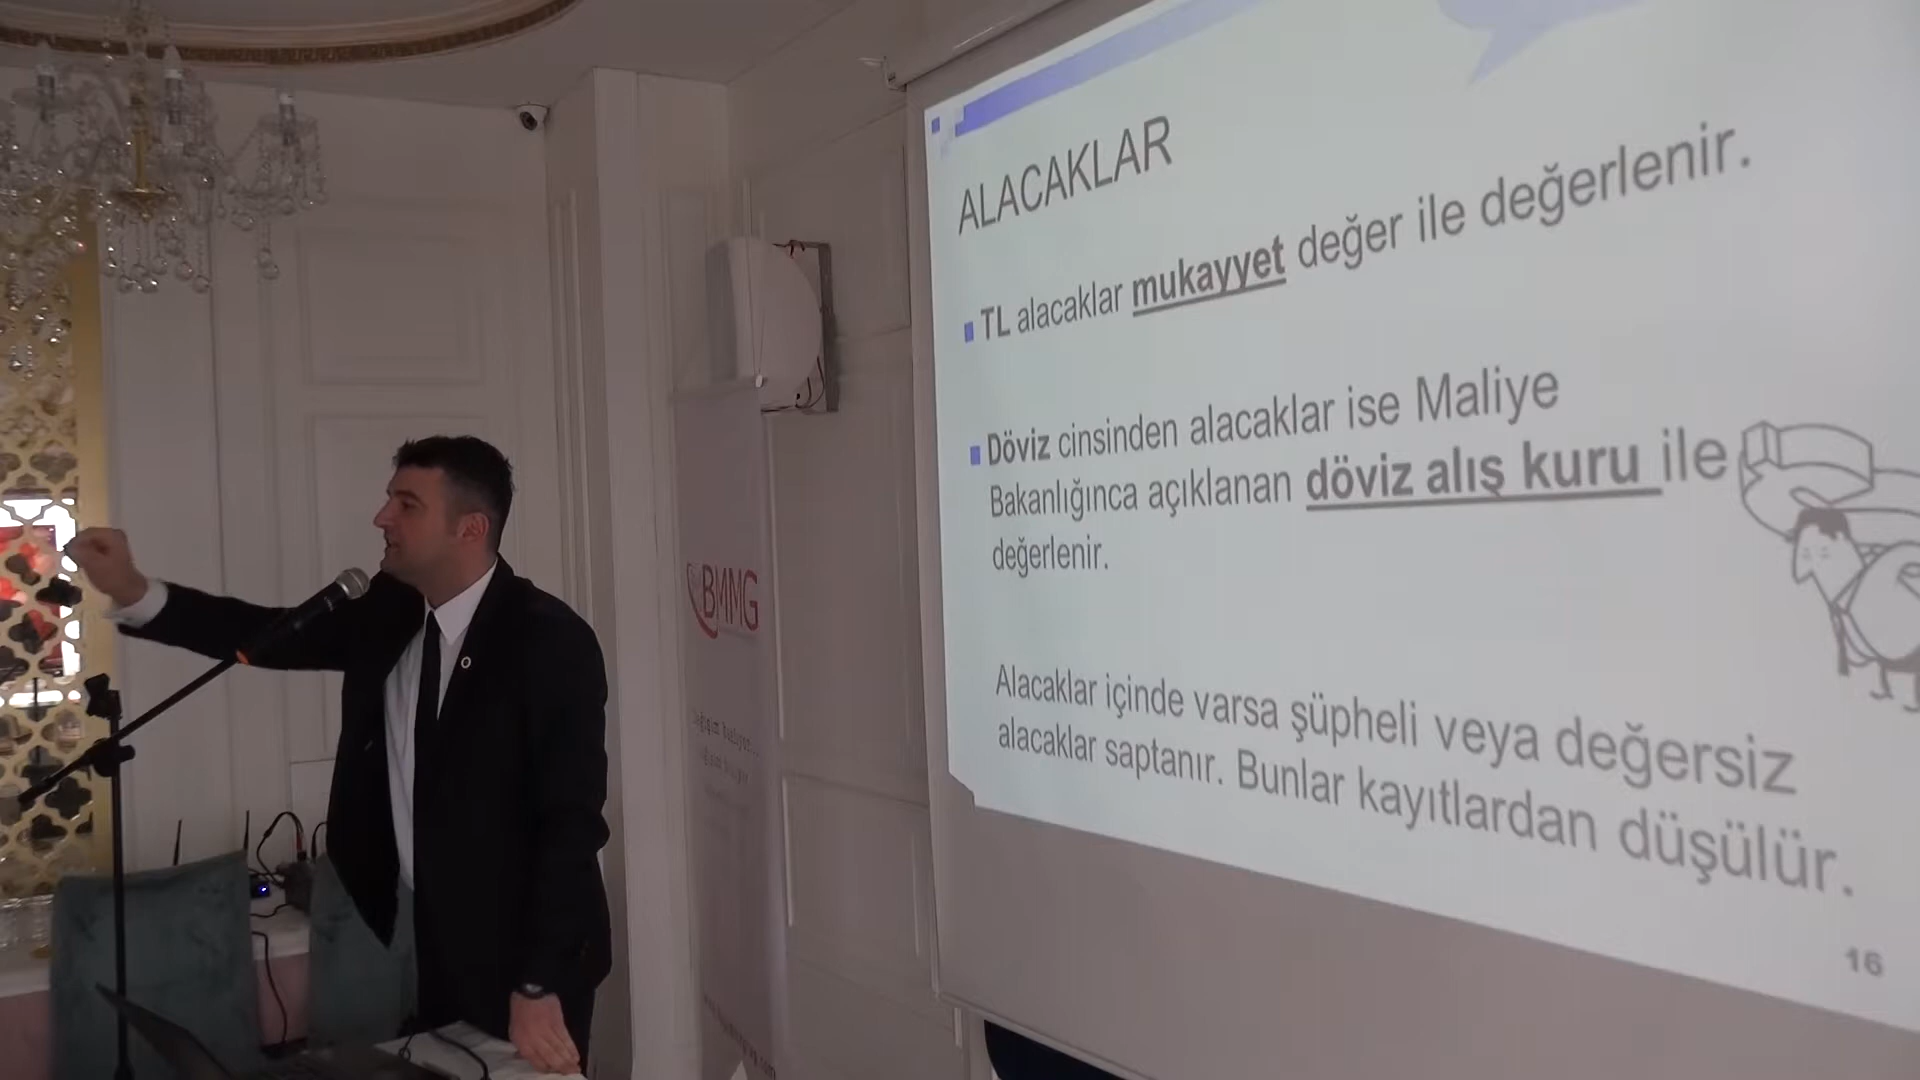 ALACAKLAR
TL alacaklar mukayyet değer ile değerlenir.
Döviz cinsinden alacaklar ise Maliye
Bakanlığınca açıklanan döviz alış kuru ile
değerlenir.
Alacaklar içinde varsa şüpheli veya değersiz
alacaklar saptanır. Bunlar kayıtlardan düşülür.
16
BMMG